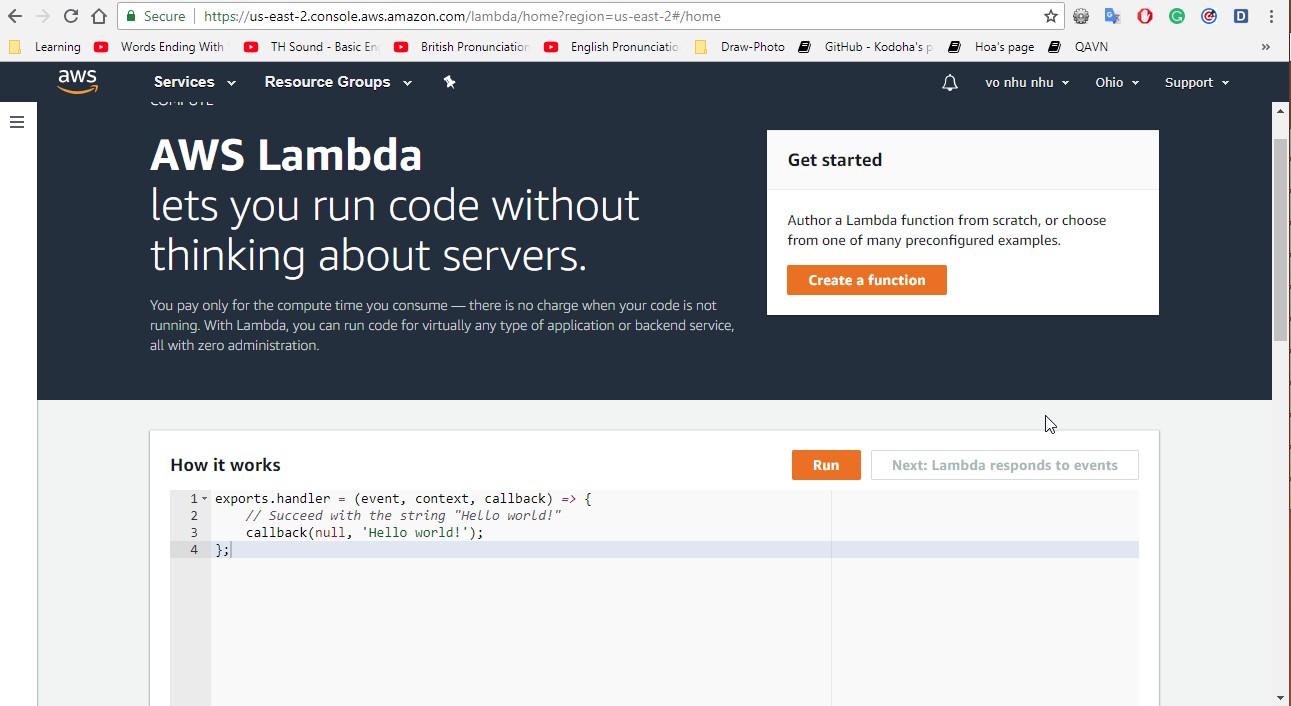 Secure https://us-east-2.console.aws.amazon.com/lambda/home?region=us-east-2#/home
Learning Words Ending With TH Sound - Basic En British Pronunciation English Pronunciatio Draw-Photo GitHub - Kodoha's p Hoa's page QAVN »
aws Services Resource Groups vo nhu nhu Ohio Support
COMPUTE
AWS Lambda
lets you run code without
thinking about servers.
You pay only for the compute time you consume — there is no charge when your code is not
running. With Lambda, you can run code for virtually any type of application or backend service,
all with zero administration.
Get started
Author a Lambda function from scratch, or choose
from one of many preconfigured examples.
Create a function
How it works
Run
Next: Lambda responds to events
1 exports.handler = (event, context, callback) => {
2 // Succeed with the string "Hello world!"
3 callback(null, 'Hello world!');
4 };